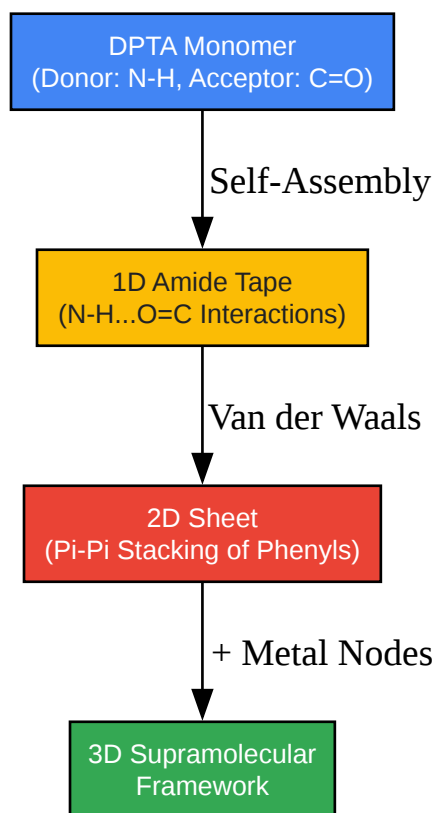 DPTA Monomer
(Donor: N-H, Acceptor: C=O)
Self-Assembly
1D Amide Tape
(N-H...O=C Interactions)
Van der Waals
2D Sheet
(Pi-Pi Stacking of Phenyls)
+ Metal Nodes
3D Supramolecular
Framework